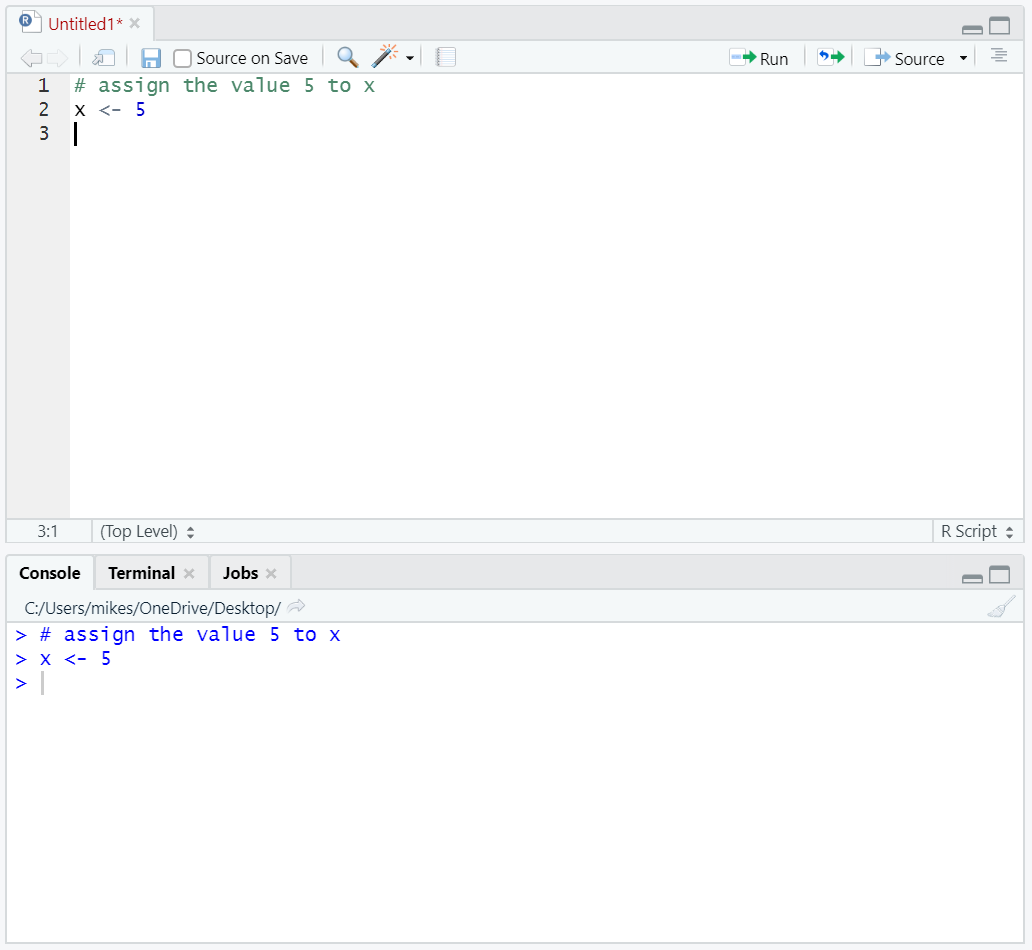 Untitled1*
Source on Save Run Source
1 # assign the value 5 to x
2 x <- 5
3
3:1 (Top Level) R Script
Console Terminal Jobs
C:/Users/mikes/OneDrive/Desktop/
> # assign the value 5 to x
> x <- 5
>